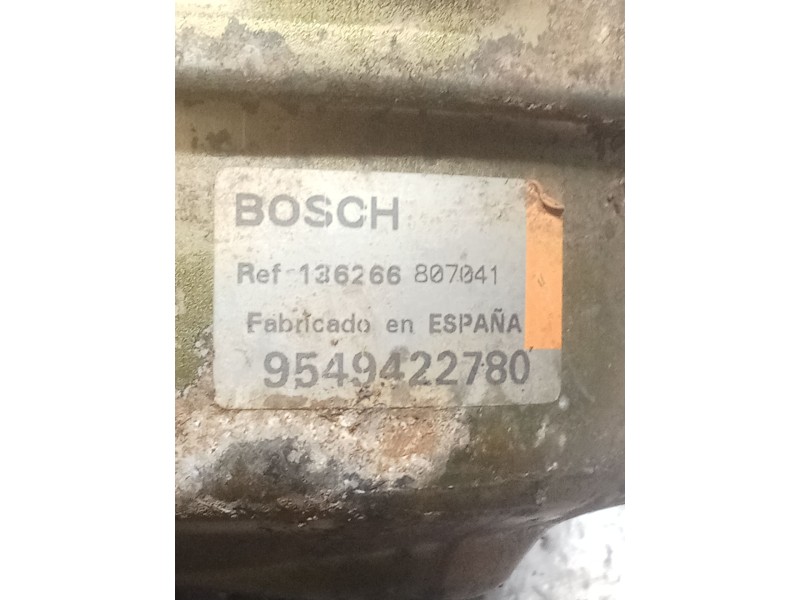 BOSCH
Ref 136266 807041
Fabricado en ESPAÑA
9549422780